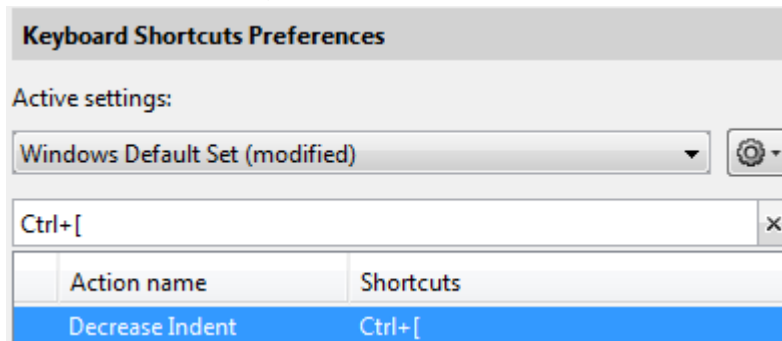 Keyboard Shortcuts Preferences
Active settings:
Windows Default Set (modified)
Ctrl+[
Action name Shortcuts
Decrease Indent Ctrl+[